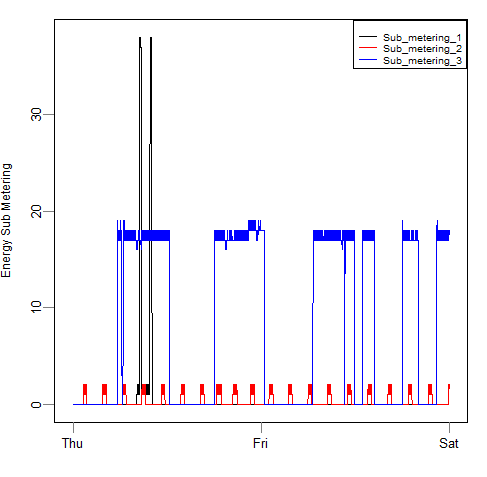 Sub_metering_1
Sub_metering_2
Sub_metering_3
Energy Sub Metering
30
20
10
0
Thu Fri Sat